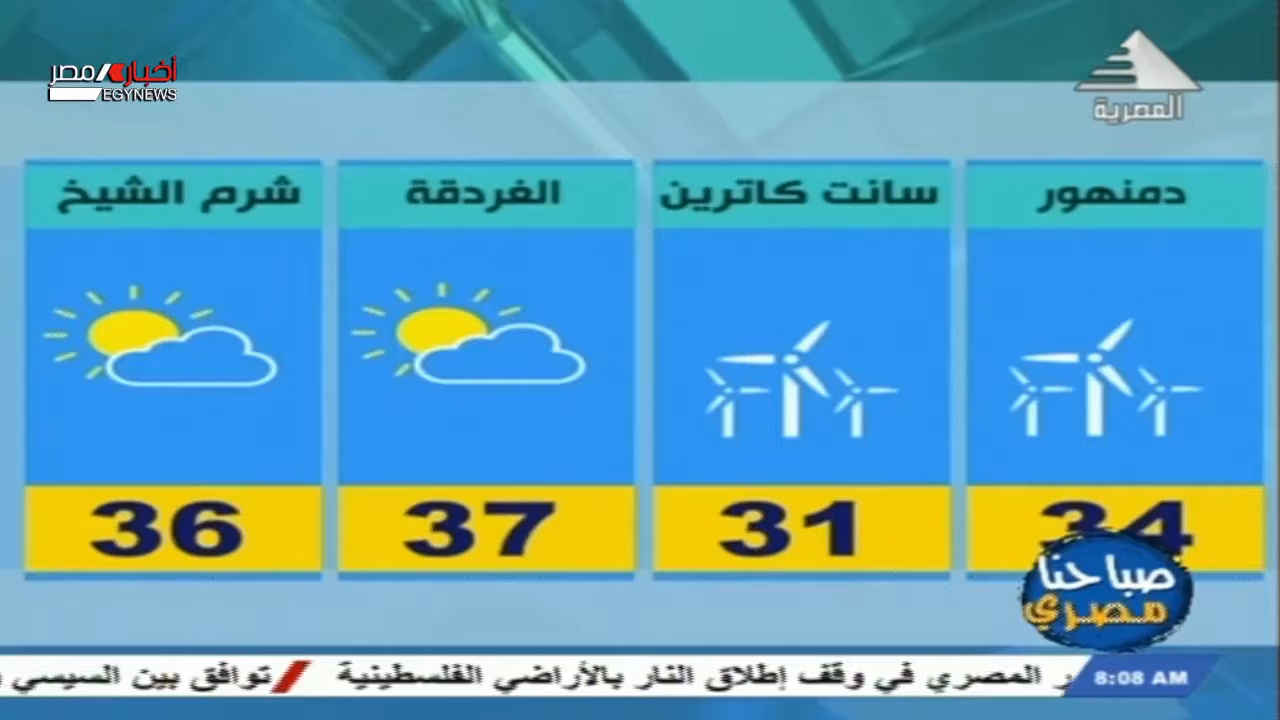 أخبار مصر
EGYNEWS
المصرية
دمنهور
سانت كاترين
الغردقة
شرم الشيخ
34
31
37
36
صباحنا
مصري
8:08 AM
المصري في وقف إطلاق النار بالأراضي الفلسطينية
توافق بين السيسي